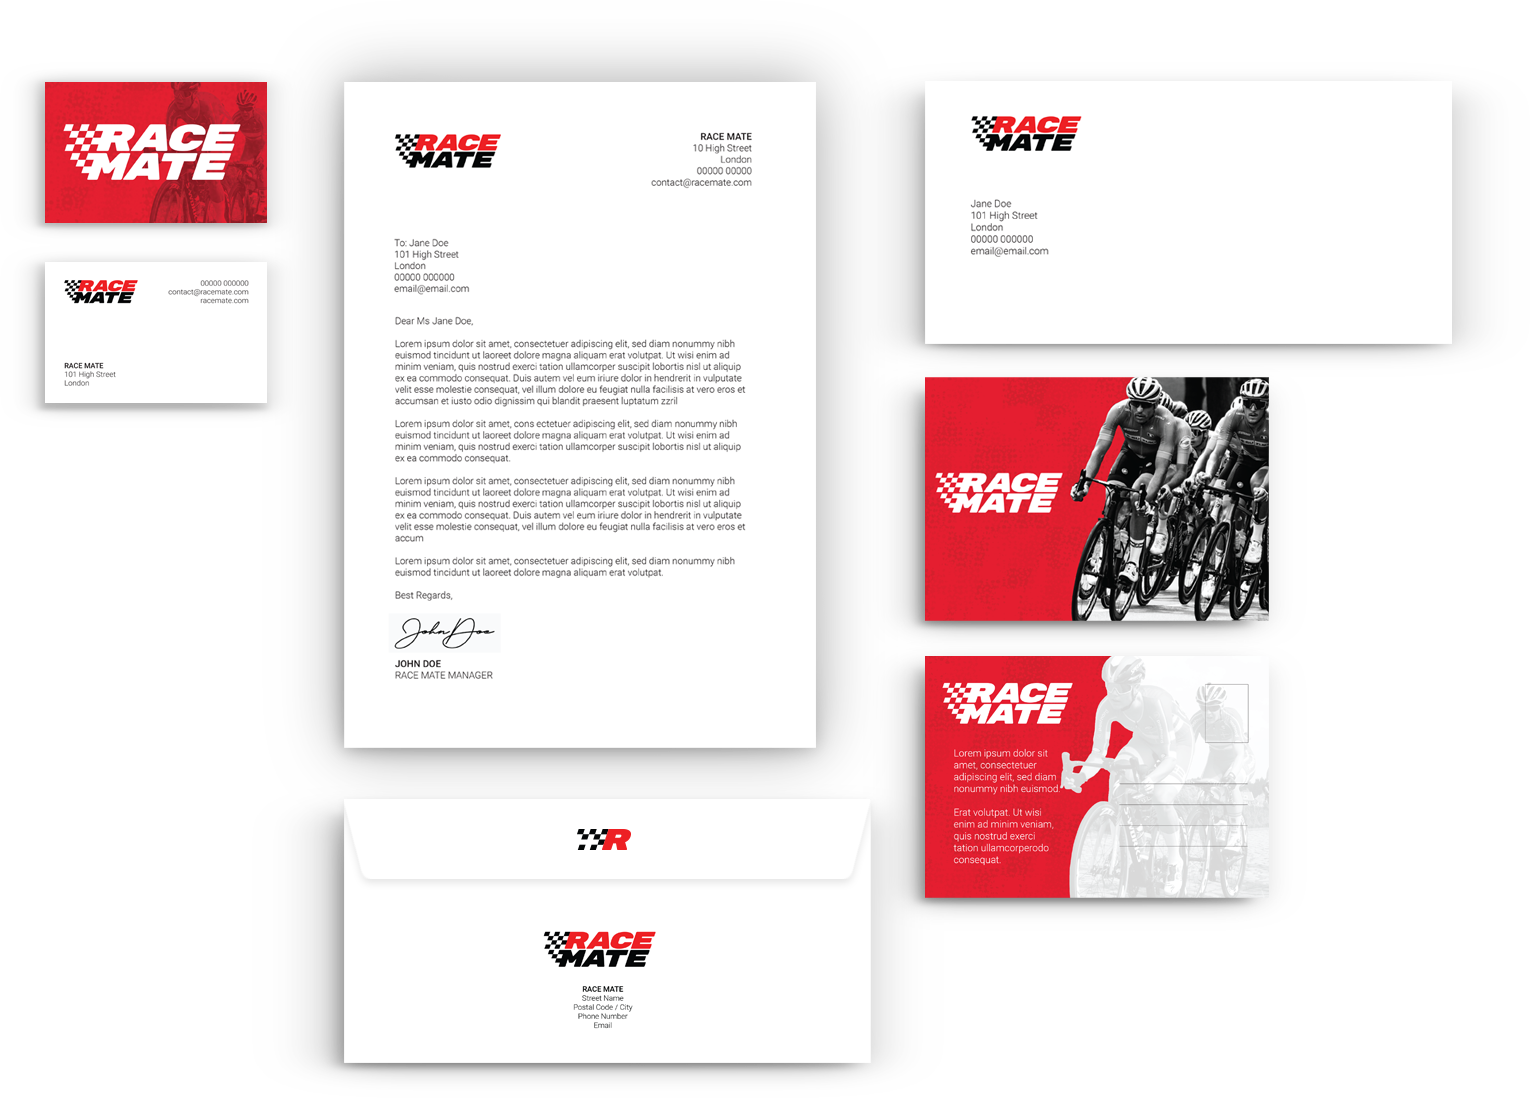 RACE
MATE
RACE
MATE
00000 000000
contact@racemate.com
racemate.com
RACE MATE
101 High Street
London
RACE
MATE
RACE MATE
10 High Street
London
00000 00000
contact@racemate.com
To: Jane Doe
101 High Street
London
00000 000000
email@email.com
Dear Ms Jane Doe,
Lorem ipsum dolor sit amet, consectetuer adipiscing elit, sed diam nonummy nibh
euismod tincidunt ut laoreet dolore magna aliquam erat volutpat. Ut wisi enim ad
minim veniam, quis nostrud exerci tation ullamcorper suscipit lobortis nisl ut aliquip
ex ea commodo consequat. Duis autem vel eum iriure dolor in hendrerit in vulputate
velit esse molestie consequat, vel illum dolore eu feugiat nulla facilisis at vero eros et
accumsan et iusto odio dignissim qui blandit praesent luptatum zzril
Lorem ipsum dolor sit amet, cons ectetuer adipiscing elit, sed diam nonummy nibh
euismod tincidunt ut laoreet dolore magna aliquam erat volutpat. Ut wisi enim ad
minim veniam, quis nostrud exerci tation ullamcorper suscipit lobortis nisl ut aliquip
ex ea commodo consequat.
Lorem ipsum dolor sit amet, consectetuer adipiscing elit, sed diam nonummy nibh
euismod tincidunt ut laoreet dolore magna aliquam erat volutpat. Ut wisi enim ad
minim veniam, quis nostrud exerci tation ullamcorper suscipit lobortis nisl ut aliquip
ex ea commodo consequat. Duis autem vel eum iriure dolor in hendrerit in vulputate
velit esse molestie consequat, vel illum dolore eu feugiat nulla facilisis at vero eros et
accum
Lorem ipsum dolor sit amet, consectetuer adipiscing elit, sed diam nonummy nibh
euismod tincidunt ut laoreet dolore magna aliquam erat volutpat.
Best Regards,
John Doe
JOHN DOE
RACE MATE MANAGER
R
RACE
MATE
RACE MATE
Street Name
Postal Code / City
Phone Number
Email
RACE
MATE
Jane Doe
101 High Street
London
00000 000000
email@email.com
RACE
MATE
RACE
MATE
Lorem ipsum dolor sit
amet, consectetuer
adipiscing elit, sed diam
nonummy nibh euismod.
Erat volutpat. Ut wisi
enim ad minim veniam,
quis nostrud exerci
tation ullamcorperodo
consequat.